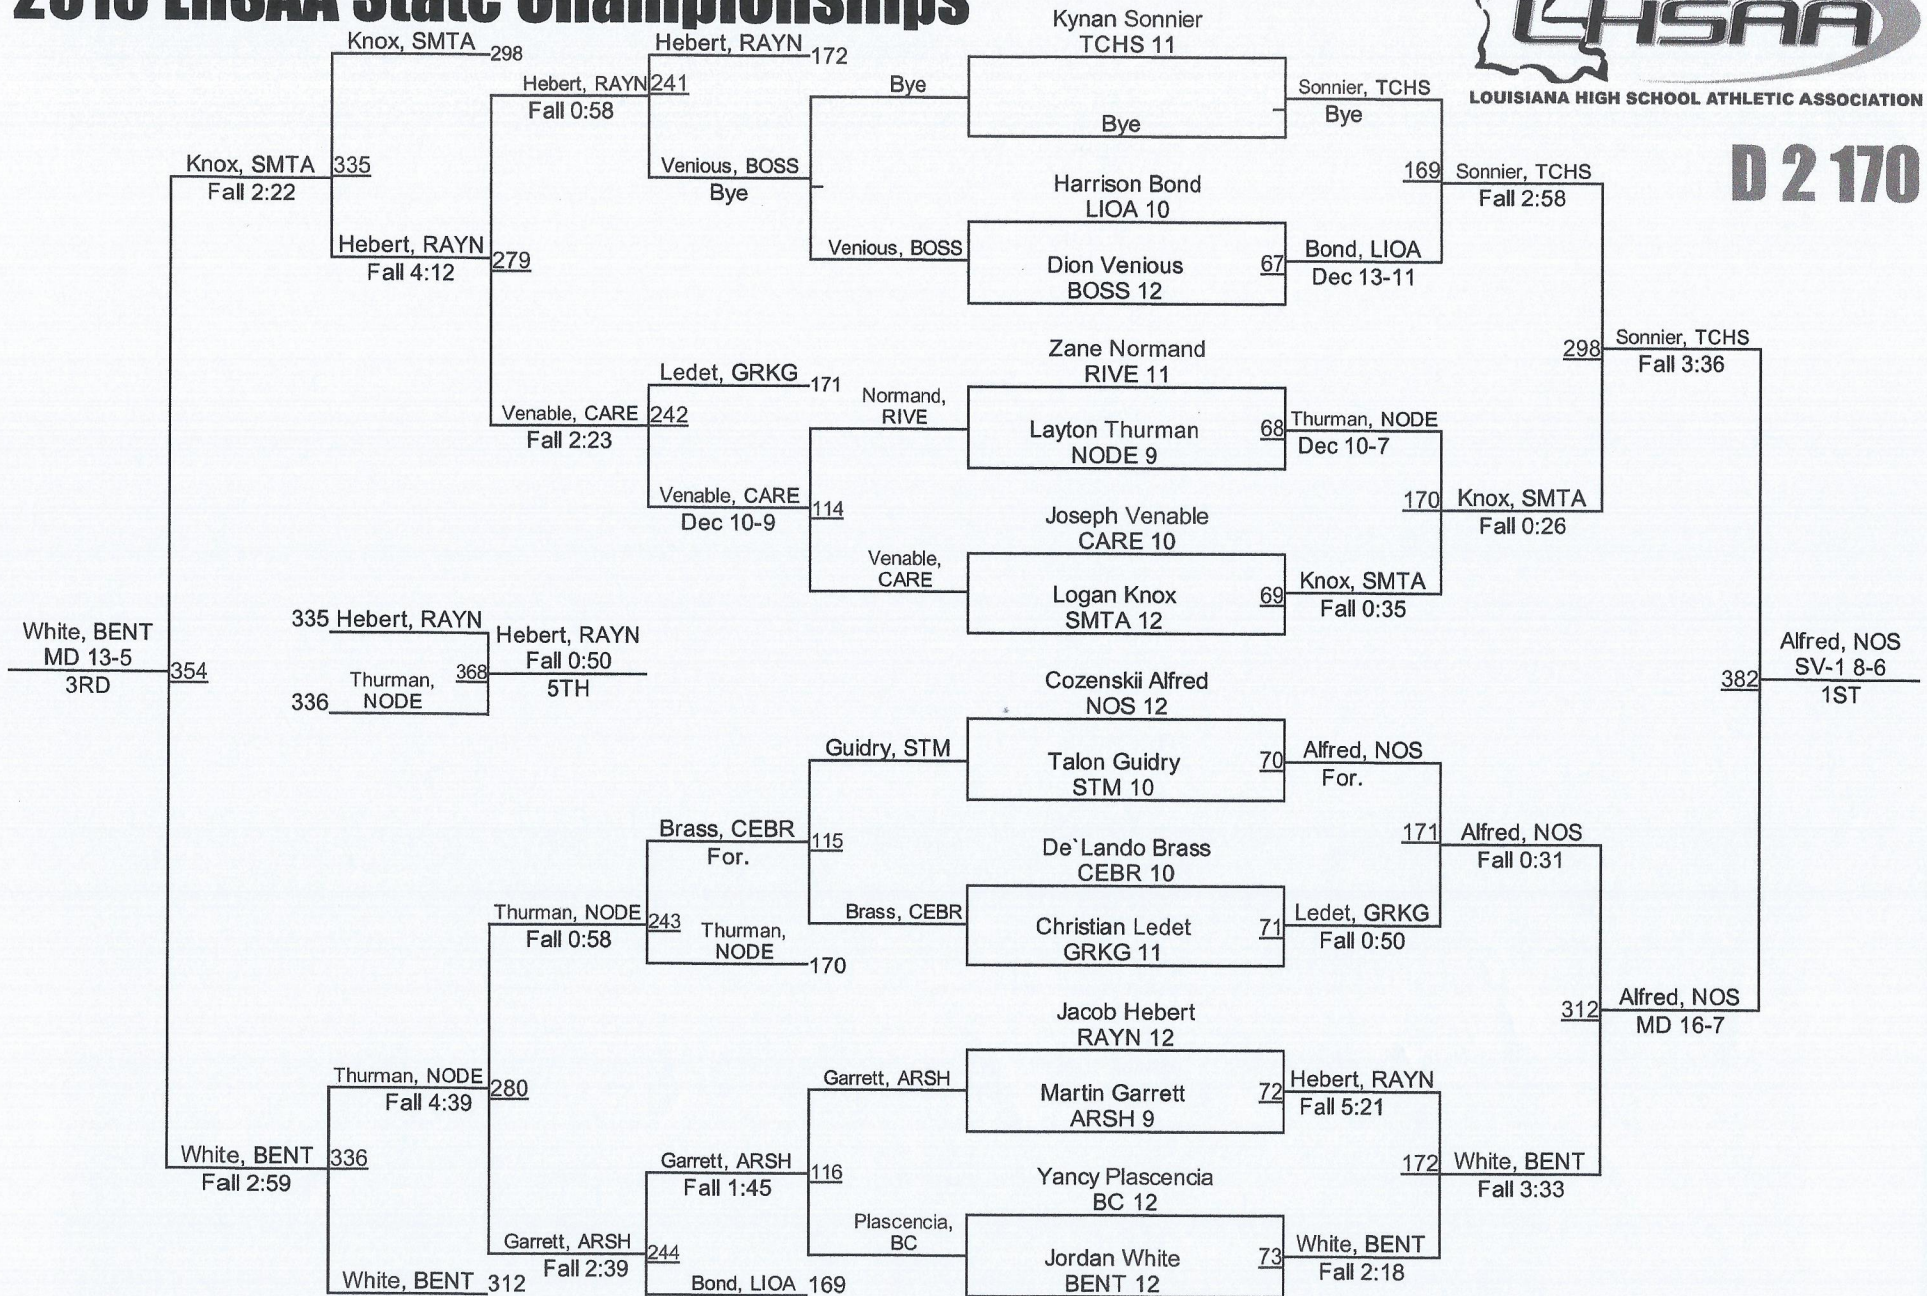 LHSAA State Championships
LHSAA
LOUISIANA HIGH SCHOOL ATHLETIC ASSOCIATION
D 2 170
Knox, SMTA
298
Knox, SMTA
Fall 2:22
335
Hebert, RAYN
Fall 4:12
279
Hebert, RAYN
Fall 0:58
241
Hebert, RAYN
172
Venious, BOSS
Bye
Bye
Venious, BOSS
Venable, CARE
Fall 2:23
242
Ledet, GRKG
171
Venable, CARE
Dec 10-9
114
Normand,
RIVE
Venable,
CARE
White, BENT
MD 13-5
3RD
354
335 Hebert, RAYN
Thurman,
336 NODE
368
Hebert, RAYN
Fall 0:50
5TH
Guidry, STM
Brass, CEBR
For.
115
Brass, CEBR
Thurman, NODE
Fall 0:58
243
Thurman,
NODE
170
Thurman, NODE
Fall 4:39
280
White, BENT
Fall 2:59
336
White, BENT
312
Garrett, ARSH
Fall 2:39
244
Garrett, ARSH
Fall 1:45
116
Garrett, ARSH
Plascencia,
BC
Bond, LIOA
169
Kynan Sonnier
TCHS 11
Bye
Harrison Bond
LIOA 10
Dion Venious
BOSS 12
67
Zane Normand
RIVE 11
Layton Thurman
NODE 9
68
Joseph Venable
CARE 10
Logan Knox
SMTA 12
69
Cozenskii Alfred
NOS 12
Talon Guidry
STM 10
70
De`Lando Brass
CEBR 10
Christian Ledet
GRKG 11
71
Jacob Hebert
RAYN 12
Martin Garrett
ARSH 9
72
Yancy Plascencia
BC 12
Jordan White
BENT 12
73
Sonnier, TCHS
Bye
Bond, LIOA
Dec 13-11
169
Sonnier, TCHS
Fall 2:58
Thurman, NODE
Dec 10-7
170
Knox, SMTA
Fall 0:26
Knox, SMTA
Fall 0:35
298
Sonnier, TCHS
Fall 3:36
Alfred, NOS
For.
171
Alfred, NOS
Fall 0:31
Ledet, GRKG
Fall 0:50
Hebert, RAYN
Fall 5:21
172
White, BENT
Fall 3:33
White, BENT
Fall 2:18
312
Alfred, NOS
MD 16-7
382
Alfred, NOS
SV-1 8-6
1ST